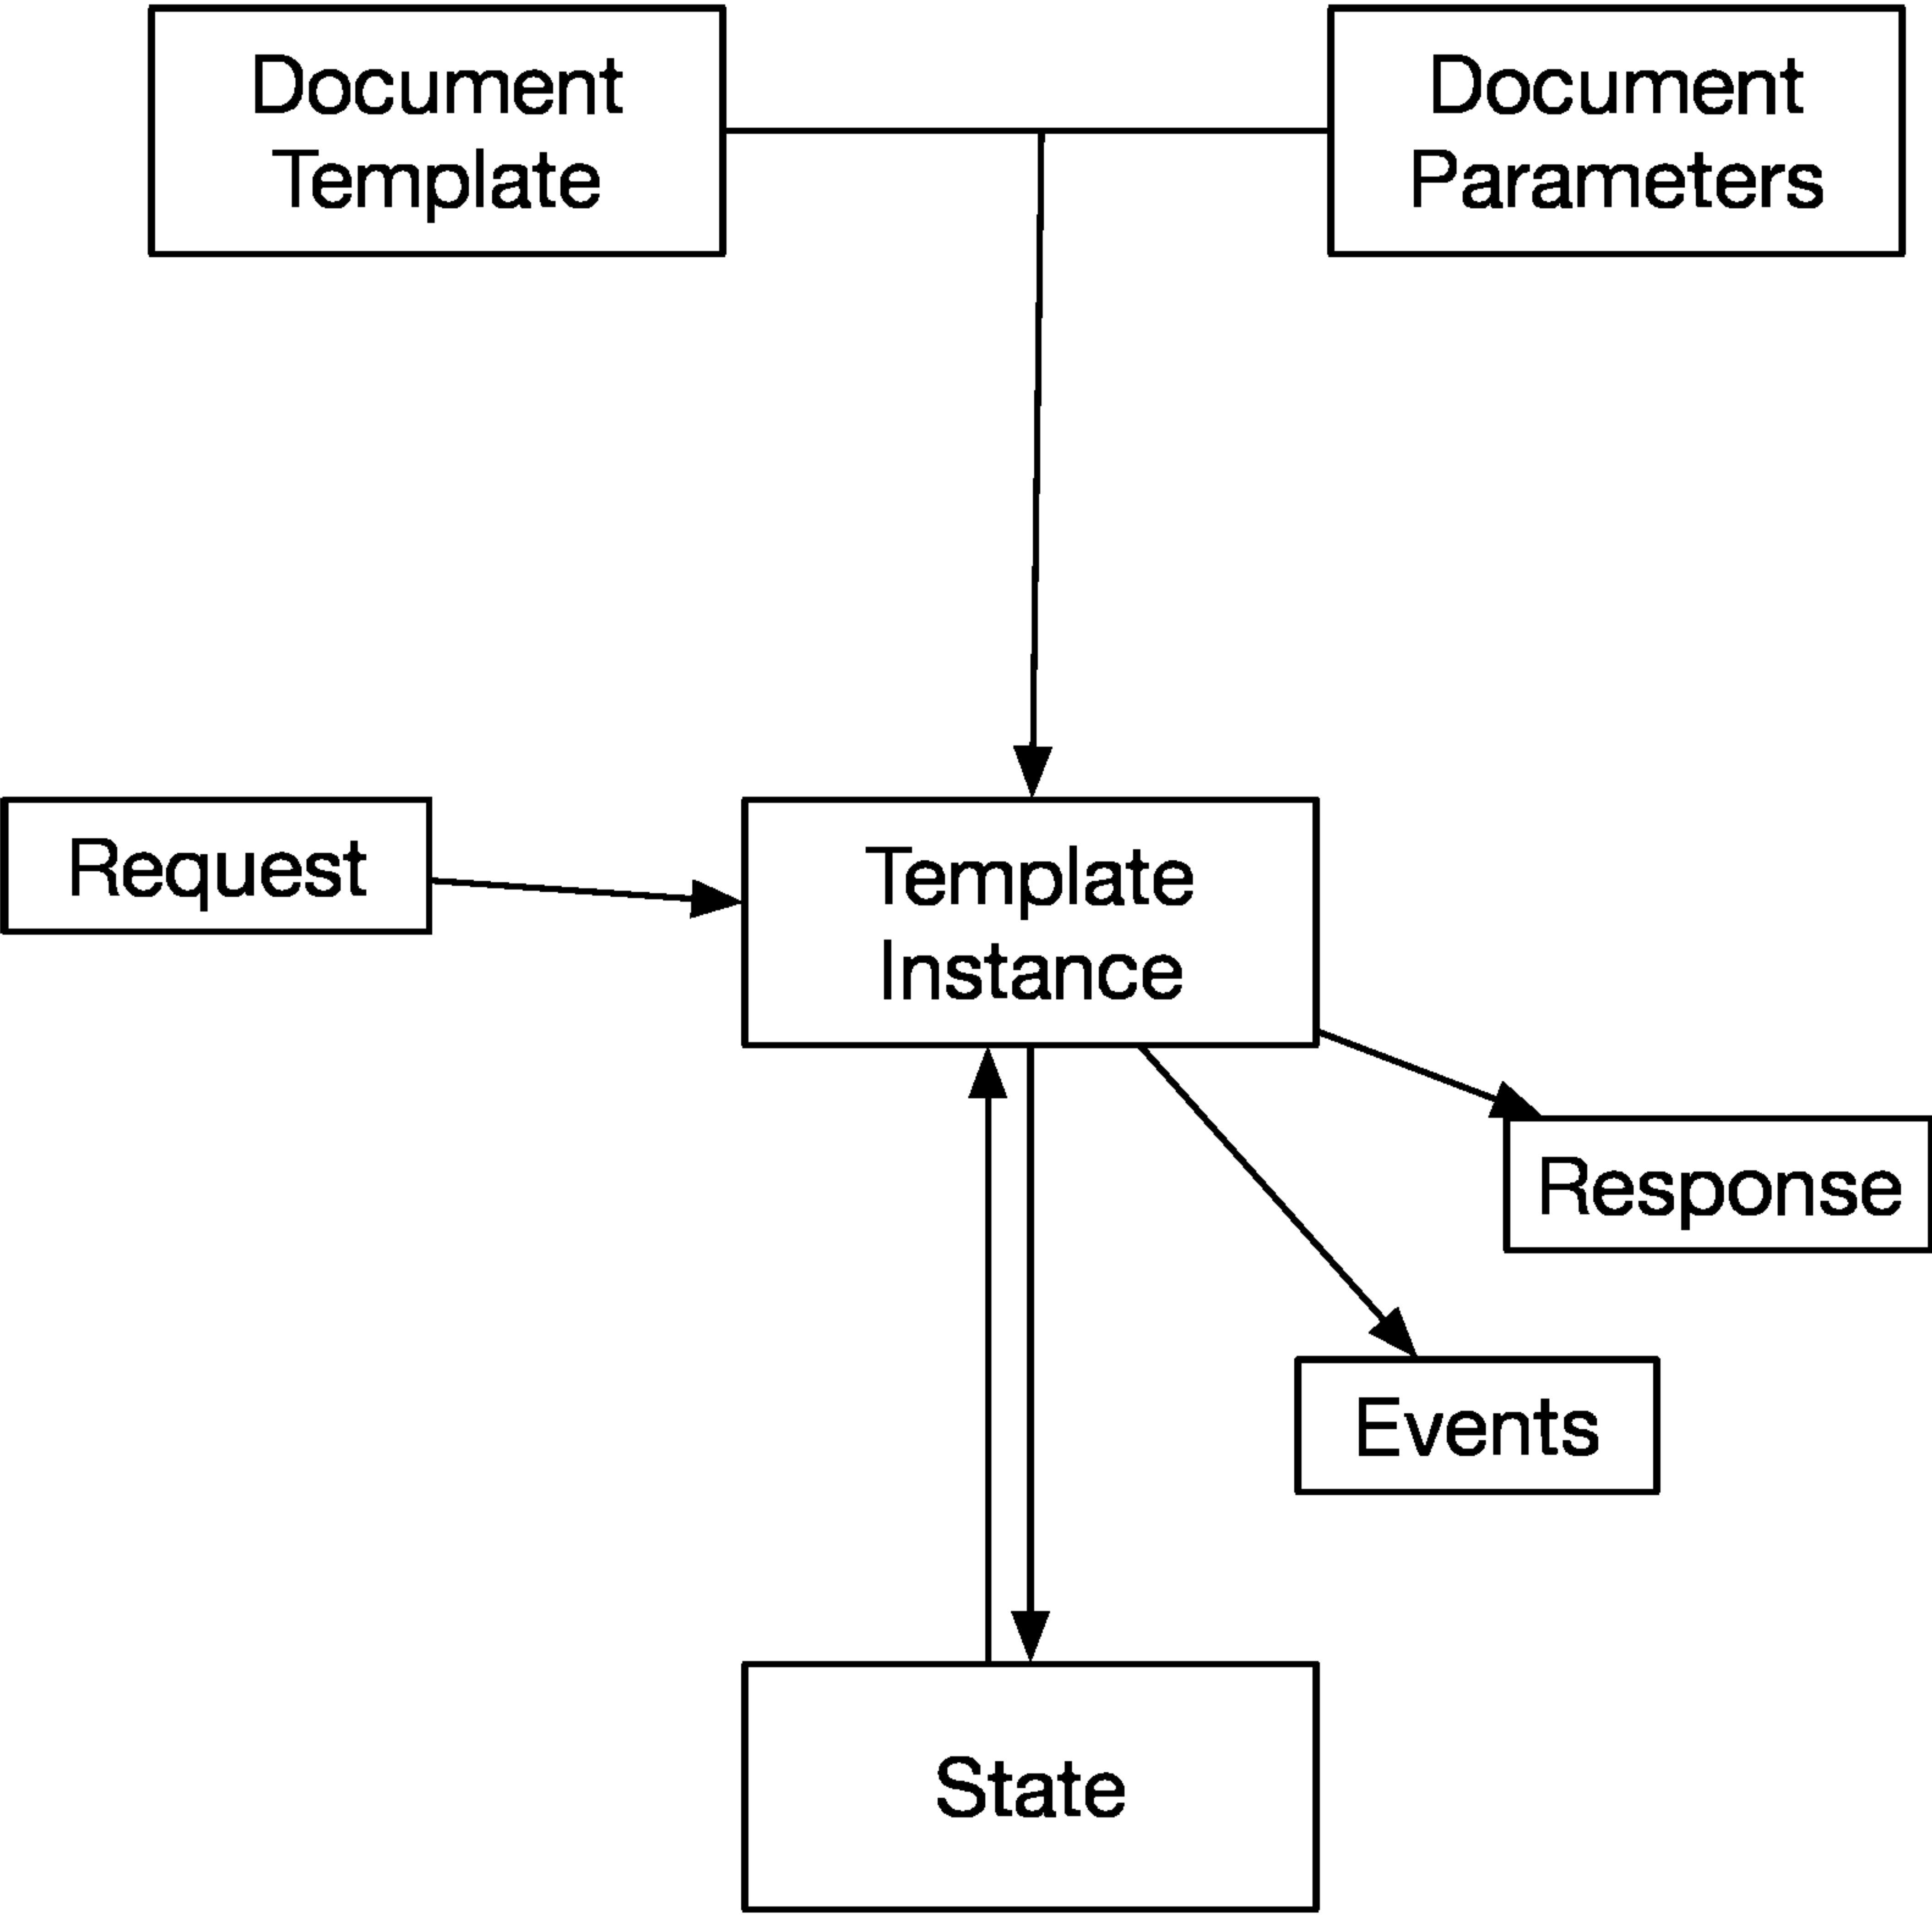 Document
Template
Document
Parameters
Request
Template
Instance
Response
Events
State